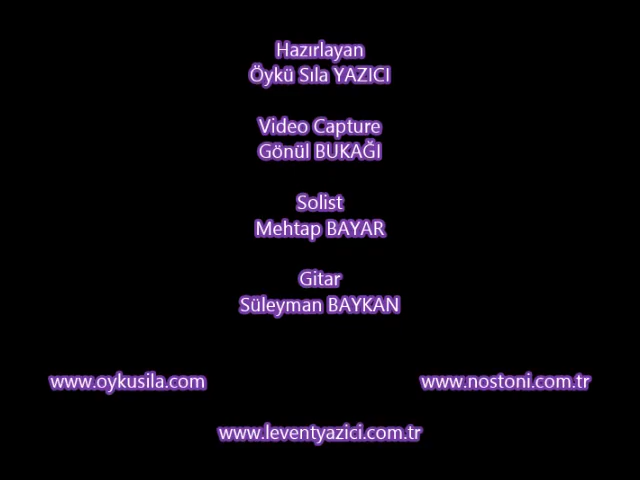 Hazırlayan
Öykü Sıla YAZICI
Video Capture
Gönül BUKAĞI
Solist
Mehtap BAYAR
Gitar
Süleyman BAYKAN
www.oykusila.com
www.nostoni.com.tr
www.leventyazici.com.tr